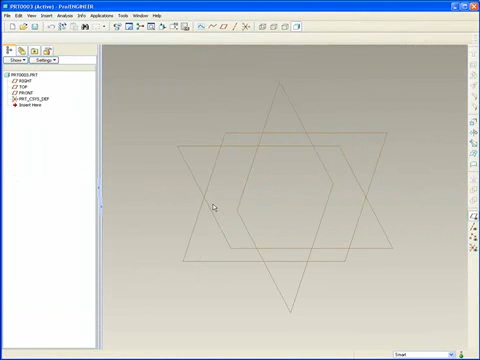 PRT0003 (Active) - Pro/ENGINEER
File Edit View Insert Analysis Info Applications Tools Window Help
Show Settings
PRT0003.PRT
RIGHT
TOP
FRONT
PRT_CSYS_DEF
Insert Here
Smart